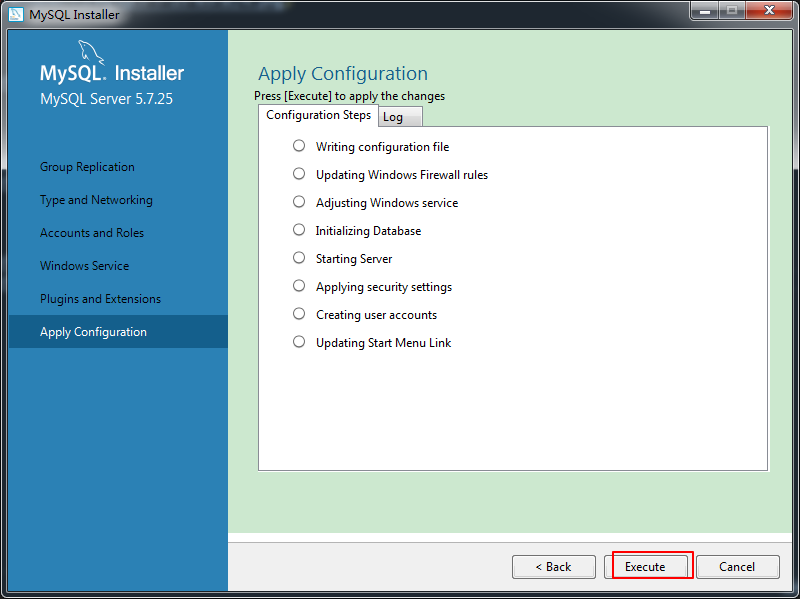 MySQL Installer
MySQL. Installer
MySQL Server 5.7.25
Group Replication
Type and Networking
Accounts and Roles
Windows Service
Plugins and Extensions
Apply Configuration
Apply Configuration
Press [Execute] to apply the changes
Configuration Steps
Log
Writing configuration file
Updating Windows Firewall rules
Adjusting Windows service
Initializing Database
Starting Server
Applying security settings
Creating user accounts
Updating Start Menu Link
< Back
Execute
Cancel